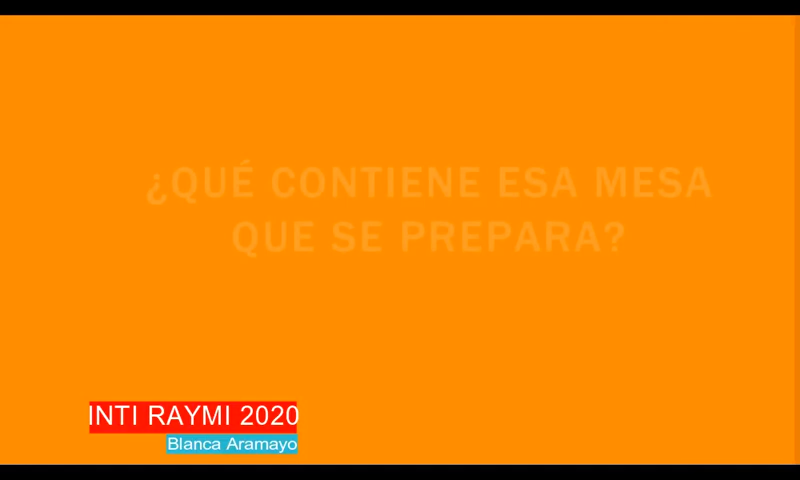 ¿QUÉ CONTIENE ESA MESA
QUE SE PREPARA?
INTI RAYMI 2020
Blanca Aramayo